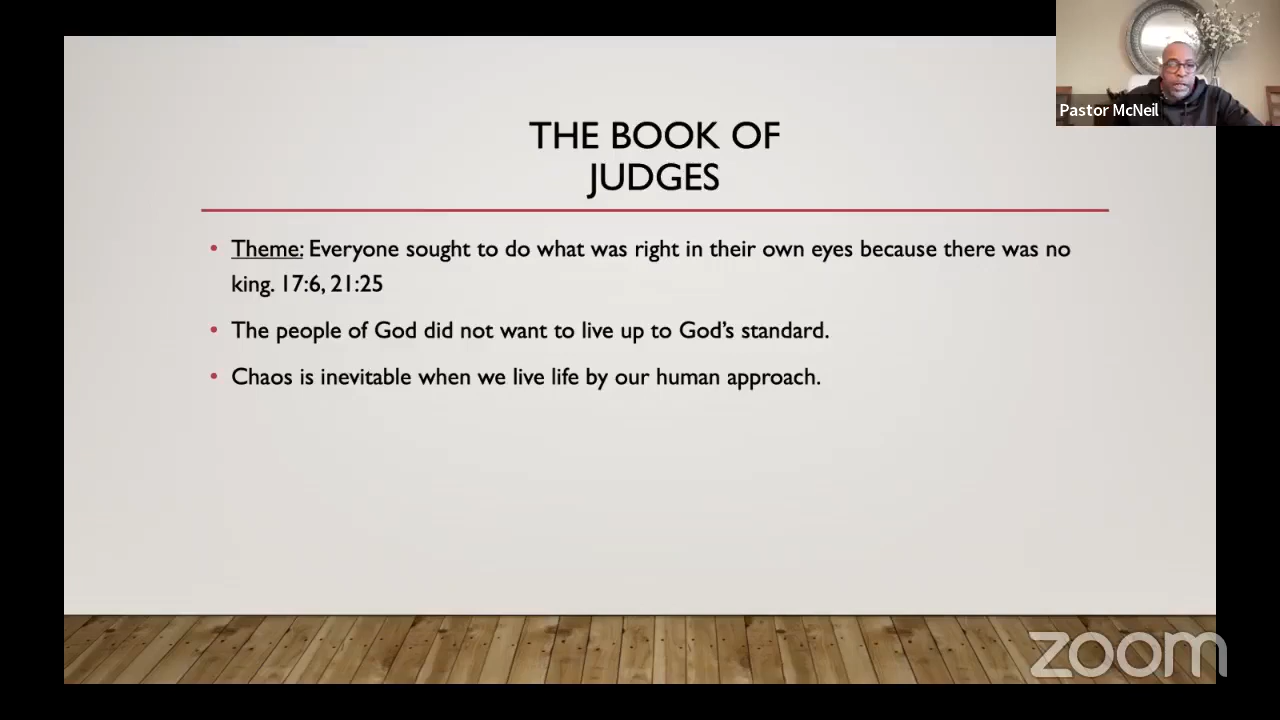 Pastor McNeil
THE BOOK OF
JUDGES
• Theme: Everyone sought to do what was right in their own eyes because there was no
king. 17:6, 21:25
• The people of God did not want to live up to God's standard.
• Chaos is inevitable when we live life by our human approach.
zoom